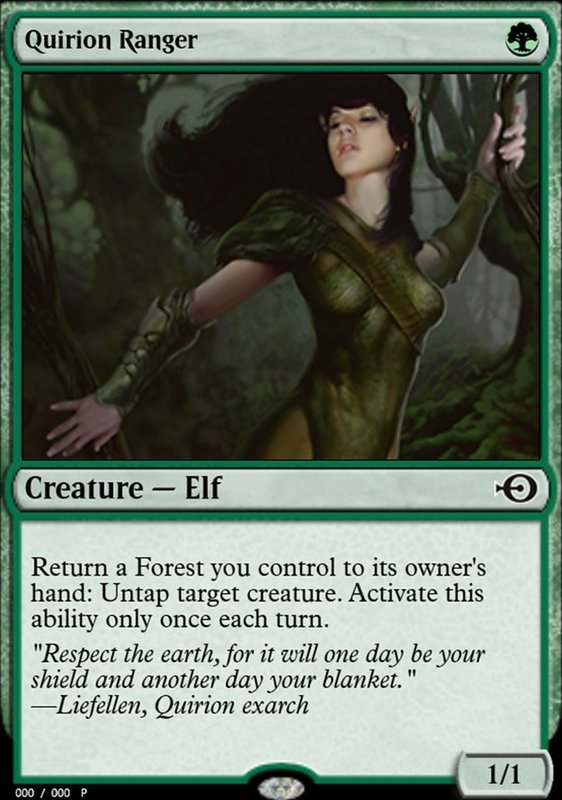 Quirion Ranger
Creature — Elf
Return a Forest you control to its owner's
hand: Untap target creature. Activate this
ability only once each turn.
"Respect the earth, for it will one day be your
shield and another day your blanket."
—Liefellen, Quirion exarch
1/1
000 / 000 P